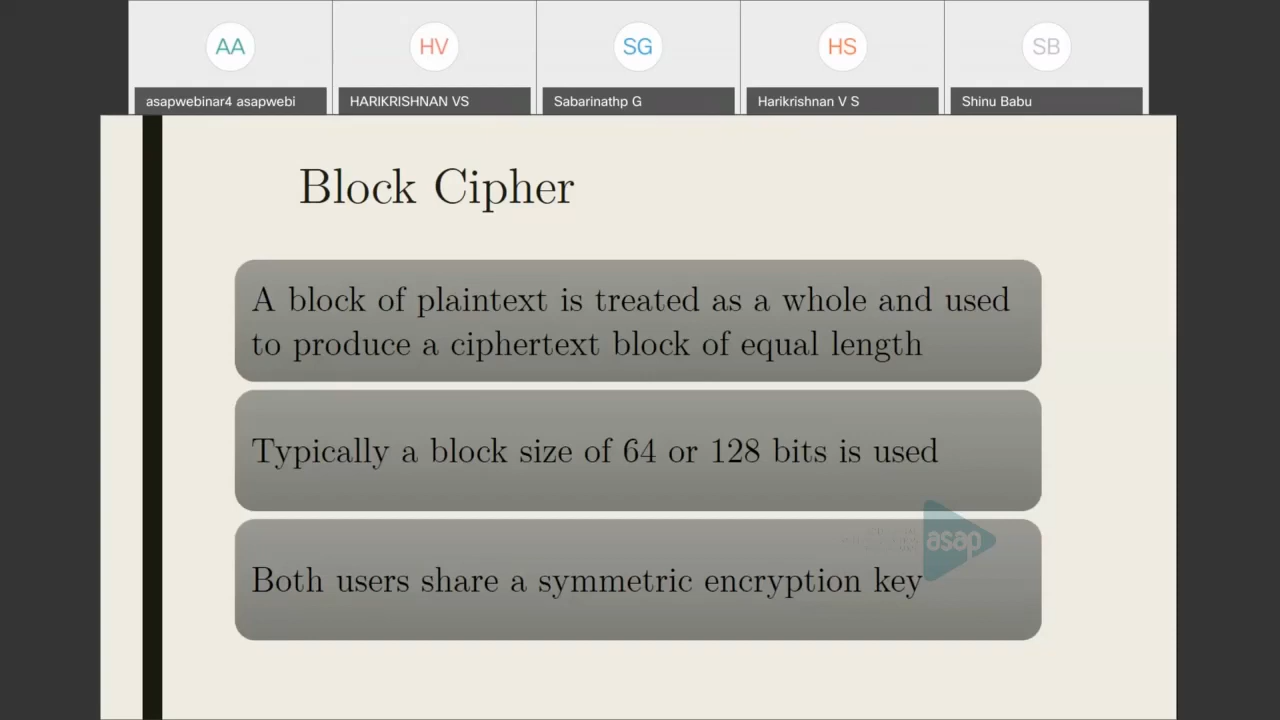 AA
HV
SG
HS
SB
asapwebinar4 asapwebi
HARIKRISHNAN VS
Sabarinathp G
Harikrishnan V S
Shinu Babu
Block Cipher
A block of plaintext is treated as a whole and used
to produce a ciphertext block of equal length
Typically a block size of 64 or 128 bits is used
asap
Both users share a symmetric encryption key